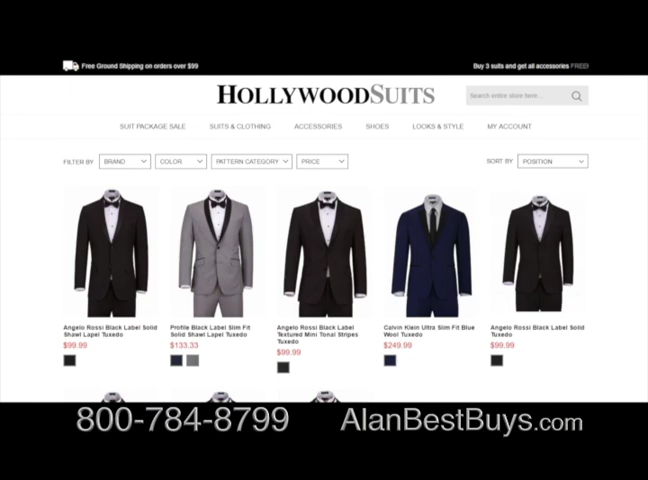 Free Ground Shipping on orders over $99
Buy 3 suits and get all accessories FREE!
HOLLYWOODSUITS
Search entire store here...
SUIT PACKAGE SALE SUITS & CLOTHING ACCESSORIES SHOES LOOKS & STYLE MY ACCOUNT
FILTER BY BRAND COLOR PATTERN CATEGORY PRICE SORT BY POSITION
Angelo Rossi Black Label Solid
Shawl Lapel Tuxedo
$99.99
Profile Black Label Slim Fit
Solid Shawl Lapel Tuxedo
$133.33
Angelo Rossi Black Label
Textured Mini Tonal Stripes
Tuxedo
$99.99
Calvin Klein Ultra Slim Fit Blue
Wool Tuxedo
$249.99
Angelo Rossi Black Label Solid
Tuxedo
$99.99
800-784-8799 AlanBestBuys.com